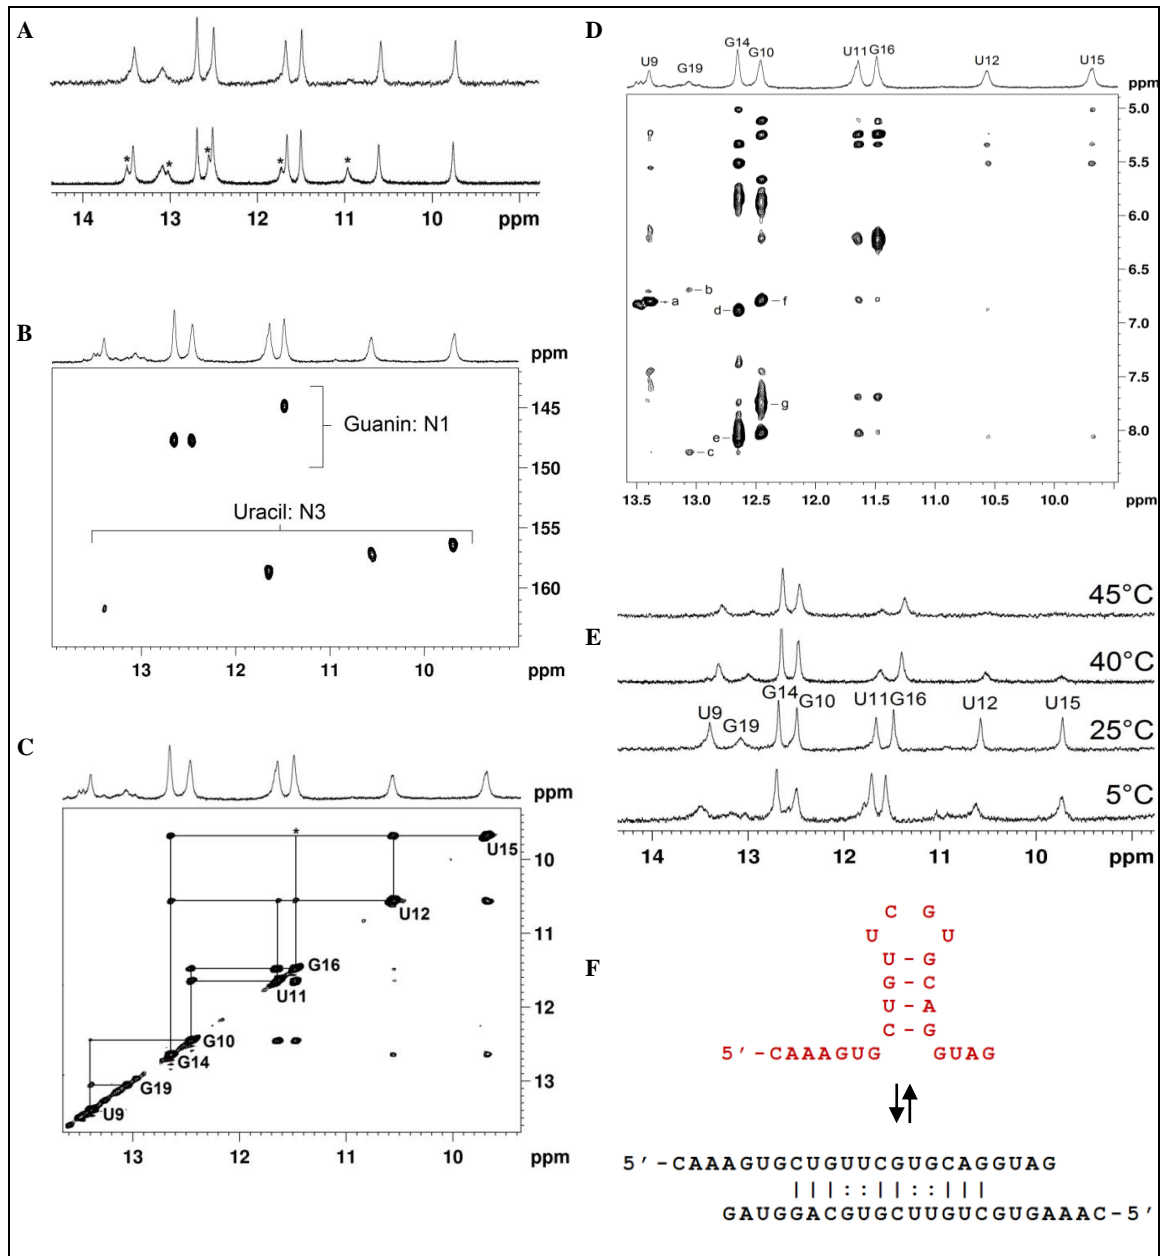 A
*
*
*
*
*
14 13 12 11 10 ppm
B
ppm
145
150
155
160
Guanin: N1
Uracil: N3
13 12 11 10 ppm
C
ppm
10
11
12
13
*
U15
U12
G16
U11
G10
G14
G19
U9
13 12 11 10 ppm
D
U9 G19 G14 G10 U11 G16 U12 U15
ppm
5.0
5.5
6.0
6.5
7.0
7.5
8.0
a
b
d
f
g
e
c
13.5 13.0 12.5 12.0 11.5 11.0 10.5 10.0 ppm
E
45°C
40°C
U9 G19 G14 G10 U11 G16 U12 U15
25°C
5°C
14 13 12 11 10 ppm
F
C G
U U
U – G
G – C
U – A
C – G
5′ -CAAAGUG GUAG
5′ -CAAAGUGCUGUUCGUGCAGGUAG
|||::||::|||
GAUGGACGUGCUUGUCGUGAAAC-5′